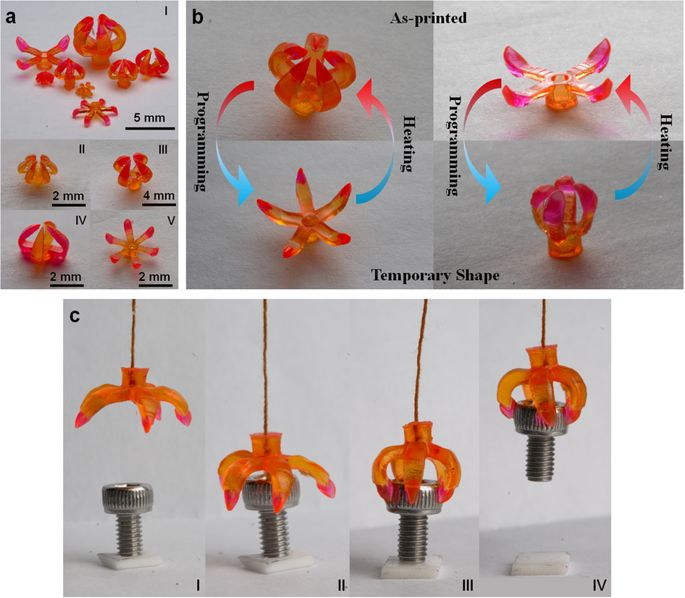 a
I
5 mm
II
2 mm
III
4 mm
IV
2 mm
V
2 mm
b
As-printed
Programming
Heating
Programming
Heating
Temporary Shape
c
I
II
III
IV